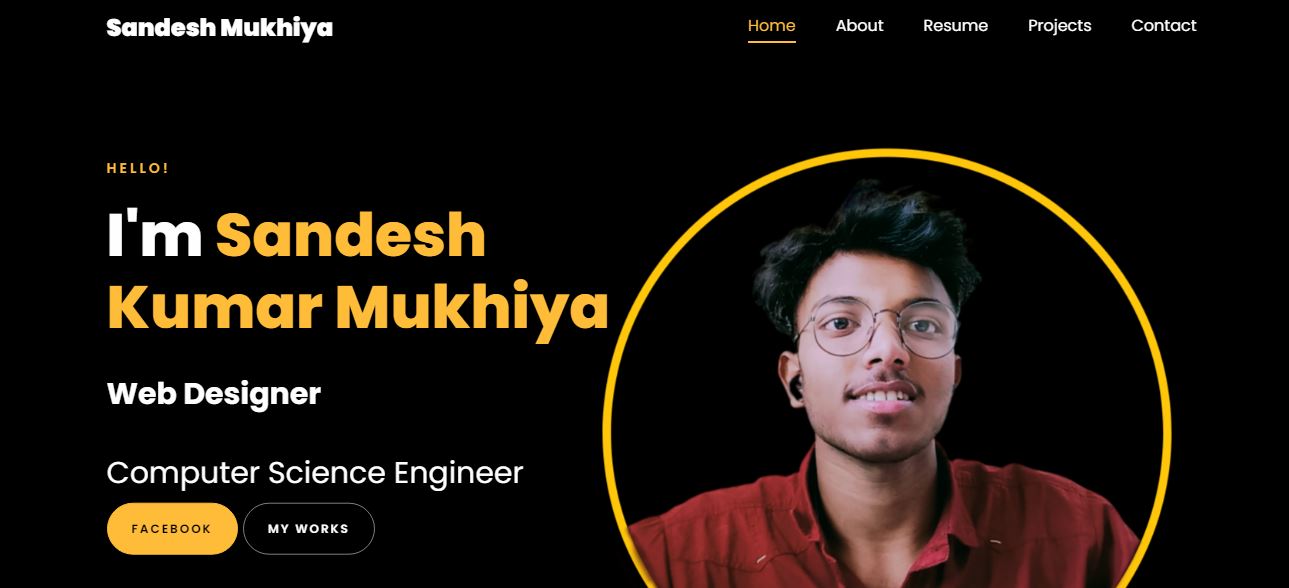 Sandesh Mukhiya
Home About Resume Projects Contact
HELLO!
I'm Sandesh
Kumar Mukhiya
Web Designer
Computer Science Engineer
FACEBOOK MY WORKS